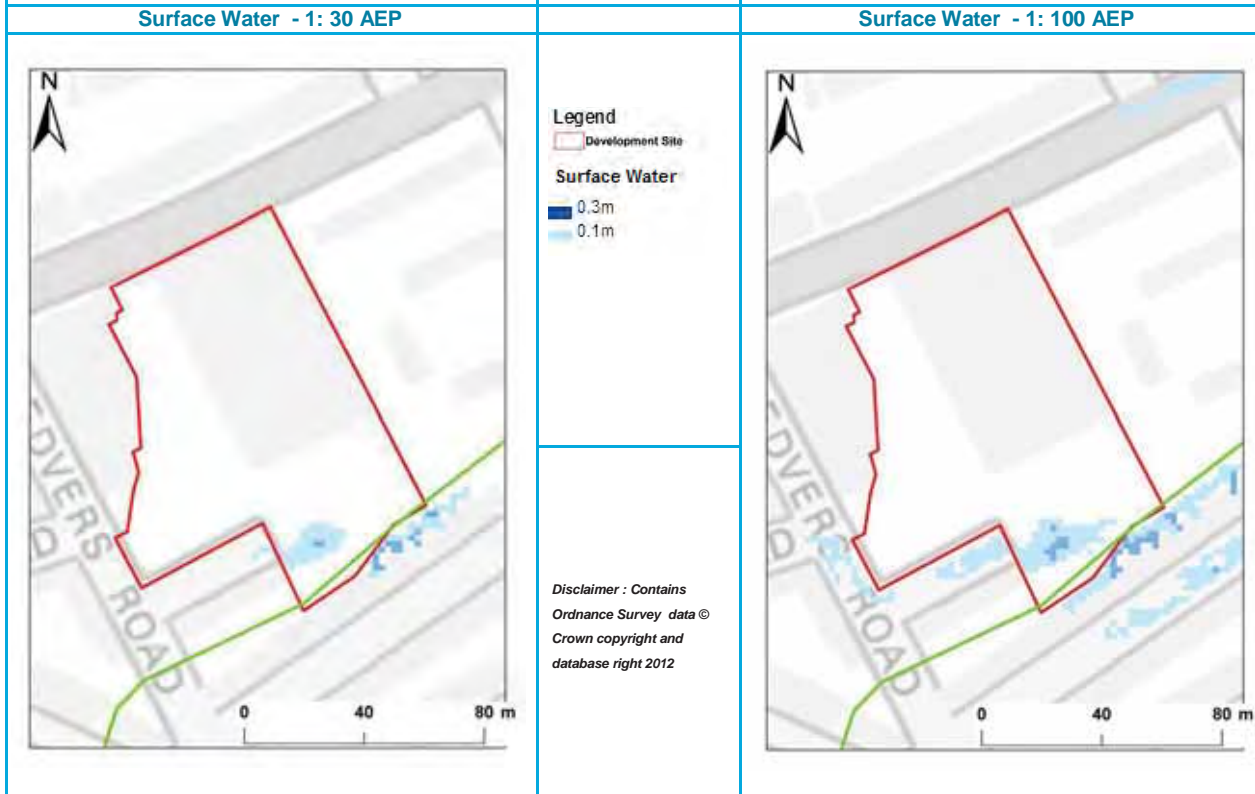 Surface Water - 1: 30 AEP
Surface Water - 1: 100 AEP
N
EDVERS ROAD
D
0 40 80 m
Legend
Development Site
Surface Water
0.3m
0.1m
Disclaimer : Contains
Ordnance Survey data ©
Crown copyright and
database right 2012
N
EDVERS ROAD
D
0 40 80 m